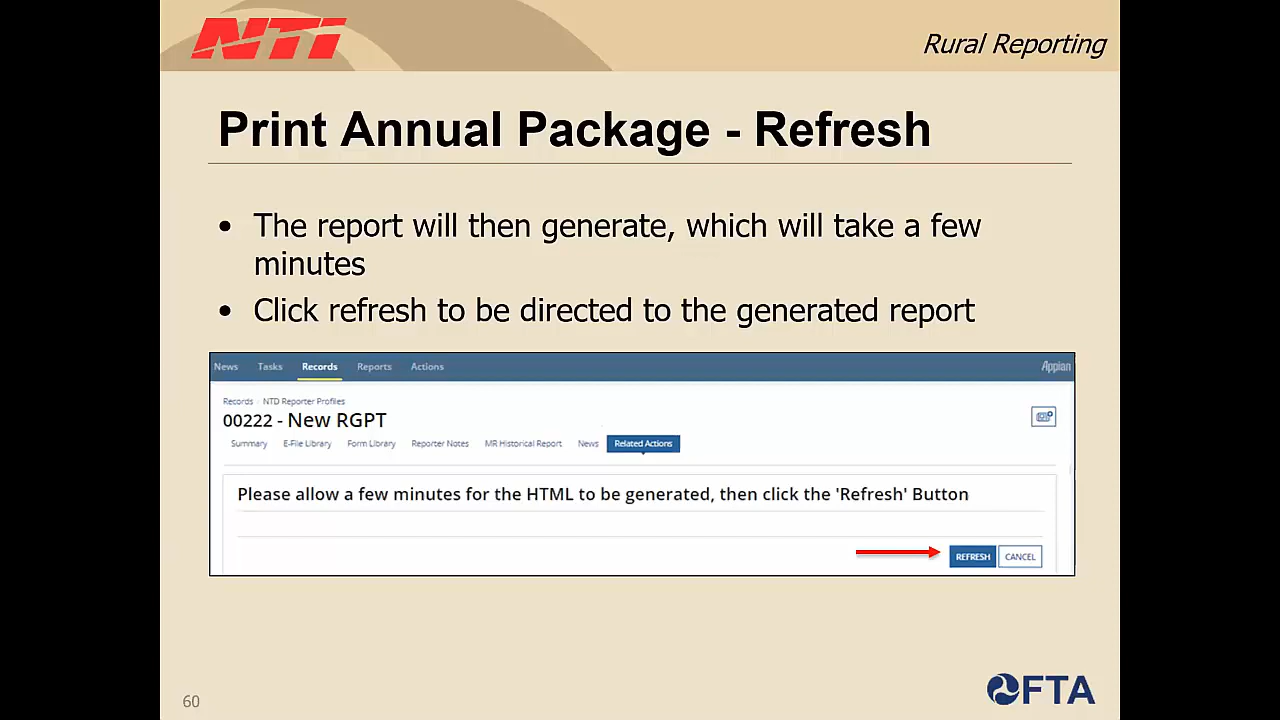 NTI
Rural Reporting
Print Annual Package - Refresh
• The report will then generate, which will take a few
minutes
• Click refresh to be directed to the generated report
News Tasks Records Reports Actions Appian
Records / NTD Reporter Profiles
00222 - New RGPT
Summary E-File Library Form Library Reporter Notes MR Historical Report News Related Actions
Please allow a few minutes for the HTML to be generated, then click the 'Refresh' Button
REFRESH CANCEL
60
FTA